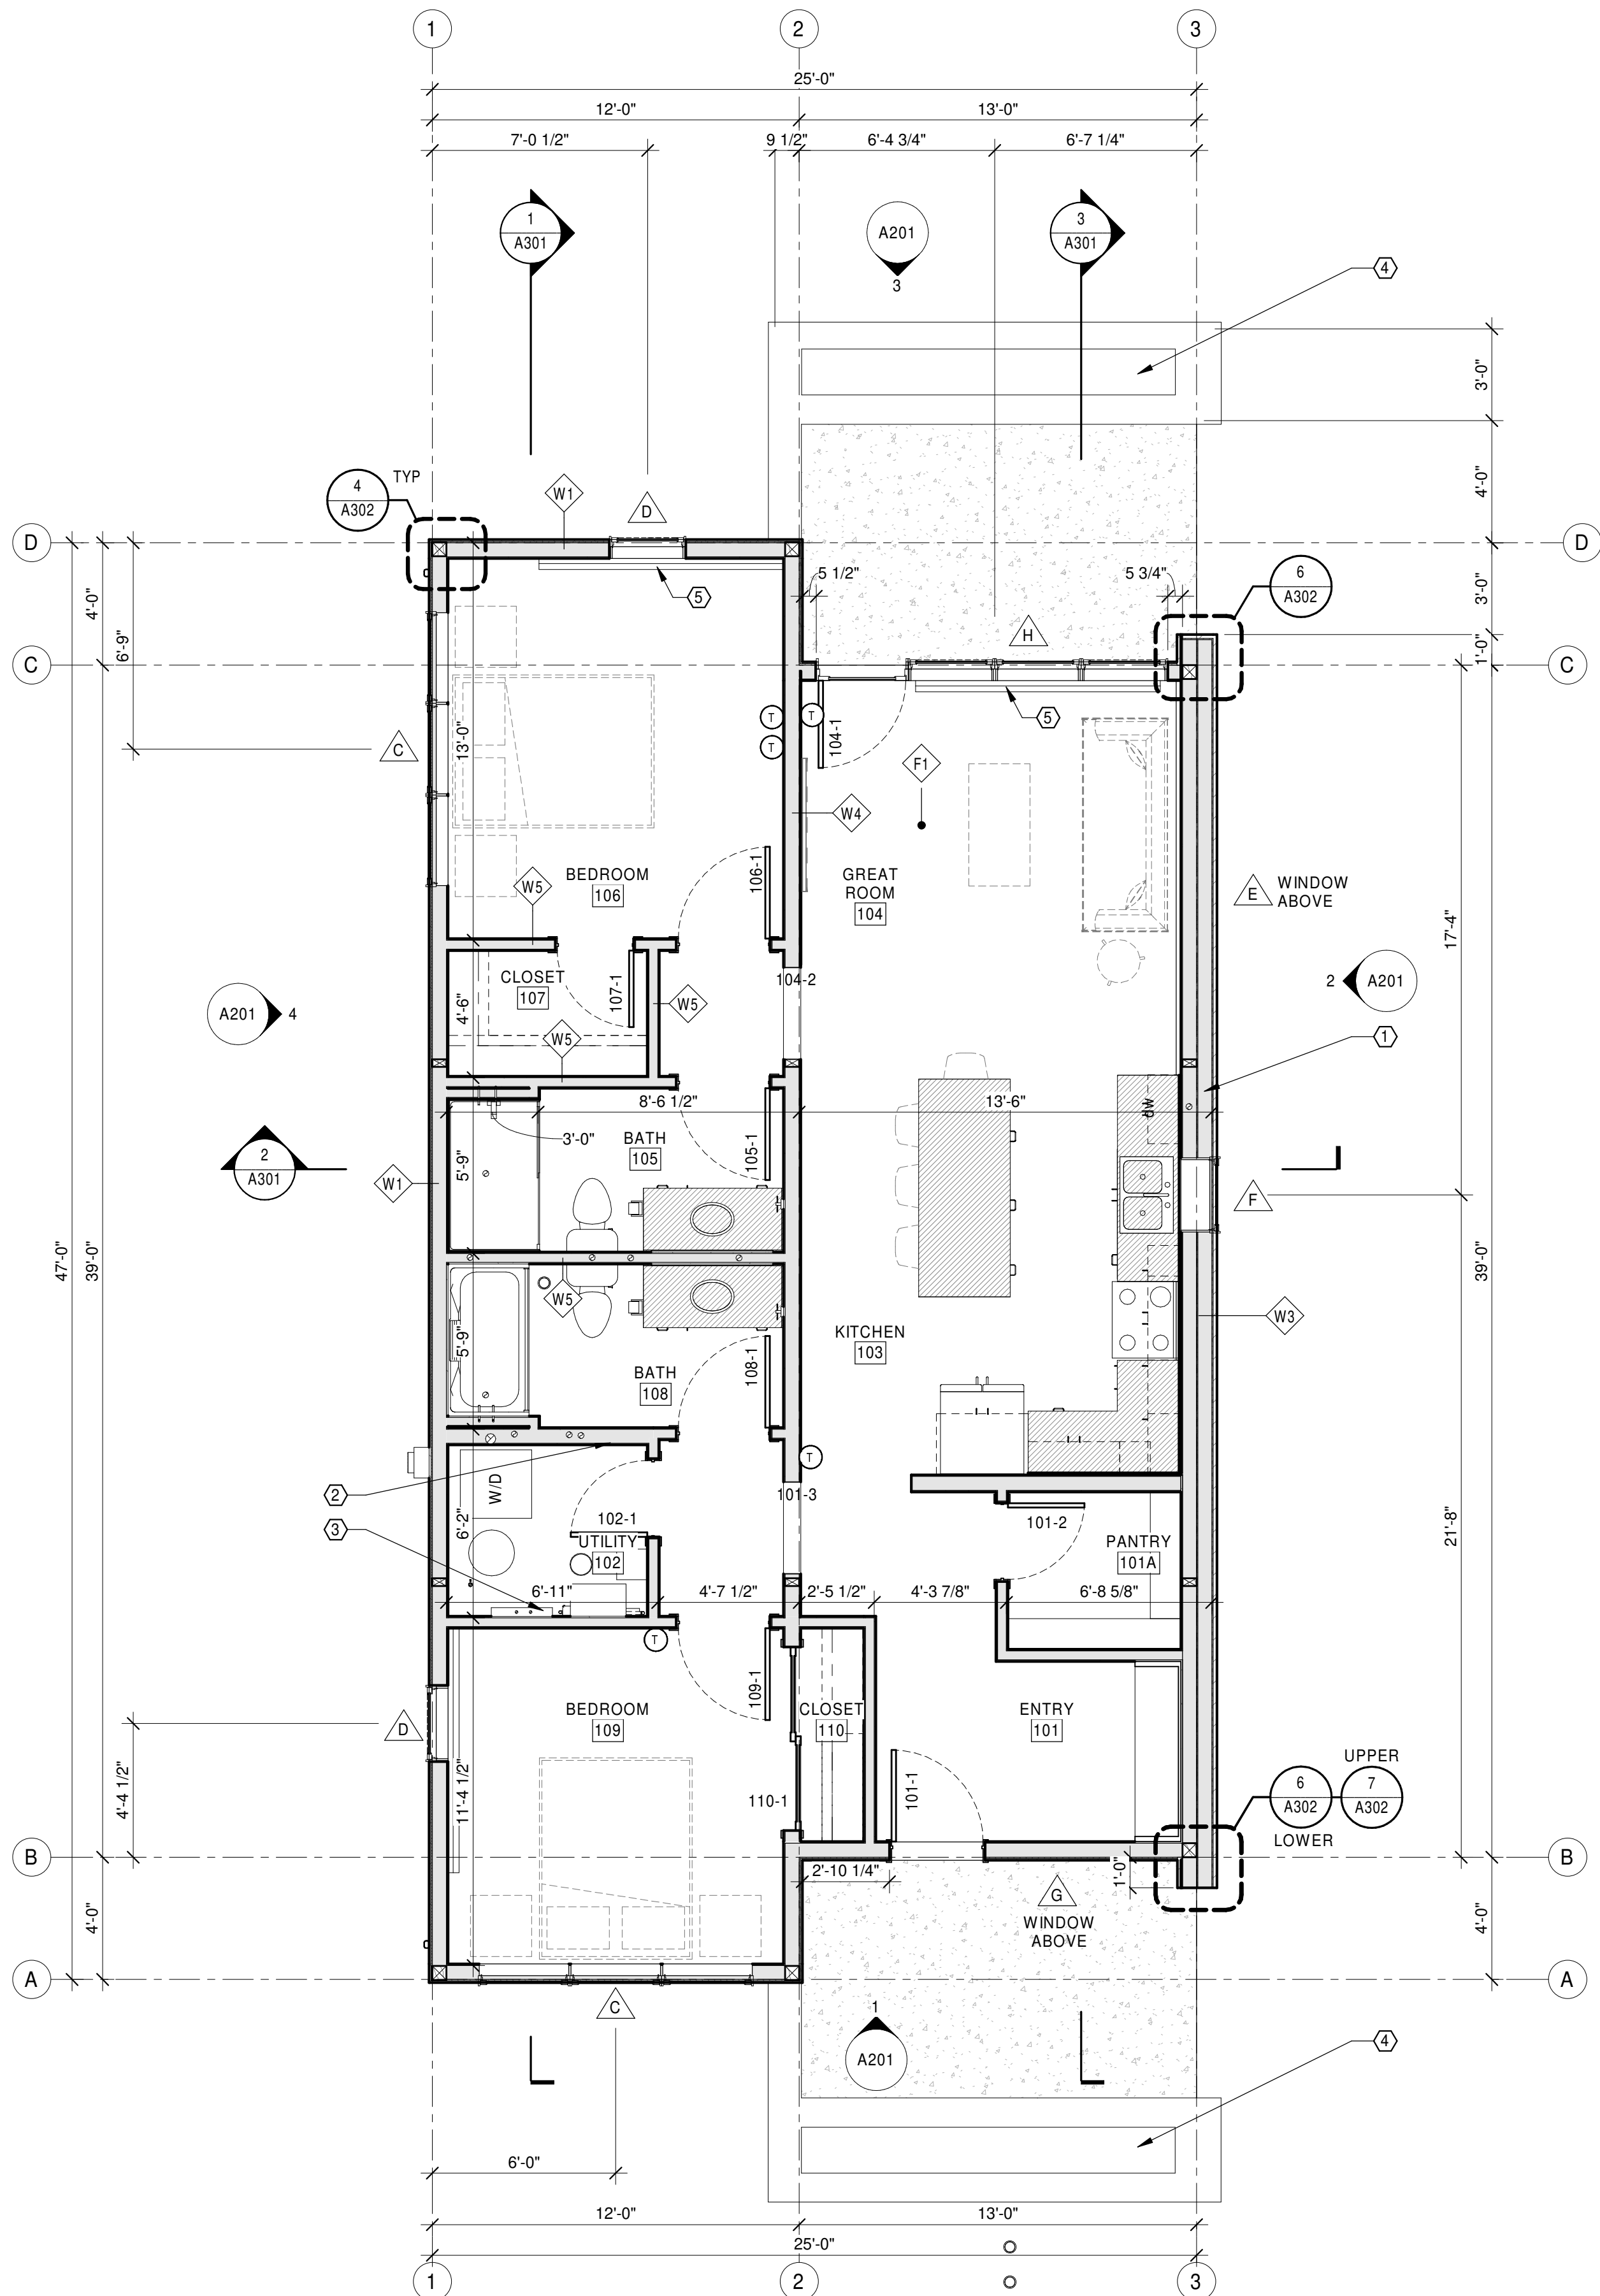 1
2
3
25'-0"
12'-0"
13'-0"
7'-0 1/2"
9 1/2"
6'-4 3/4"
6'-7 1/4"
1
A301
A201
3
3
A301
4
3'-0"
4'-0"
4
A302
TYP
W1
D
D
D
5 1/2"
5 3/4"
6
A302
3'-0"
1'-0"
5
H
C
C
4'-0"
6'-9"
C
13'-0"
T
T
T
104-1
5
F1
W4
BEDROOM
106
106-1
GREAT
ROOM
104
E
WINDOW
ABOVE
17'-4"
W5
CLOSET
107
107-1
104-2
W5
4'-6"
W5
A201
4
2
A201
1
8'-6 1/2"
13'-6"
DW
3'-0"
BATH
105
105-1
5'-9"
2
A301
W1
F
47'-0"
39'-0"
39'-0"
W5
W3
KITCHEN
103
5'-9"
BATH
108
108-1
T
2
W/D
101-3
3
6'-2"
102-1
UTILITY
102
101-2
PANTRY
101A
21'-8"
6'-11"
4'-7 1/2"
2'-5 1/2"
4'-3 7/8"
6'-8 5/8"
T
109-1
BEDROOM
109
CLOSET
110
ENTRY
101
D
4'-4 1/2"
11'-4 1/2"
110-1
101-1
UPPER
6
A302
7
A302
LOWER
B
B
2'-10 1/4"
1'-0"
G
WINDOW
ABOVE
4'-0"
4'-0"
A
A
C
1
A201
4
6'-0"
12'-0"
13'-0"
25'-0"
1
2
3